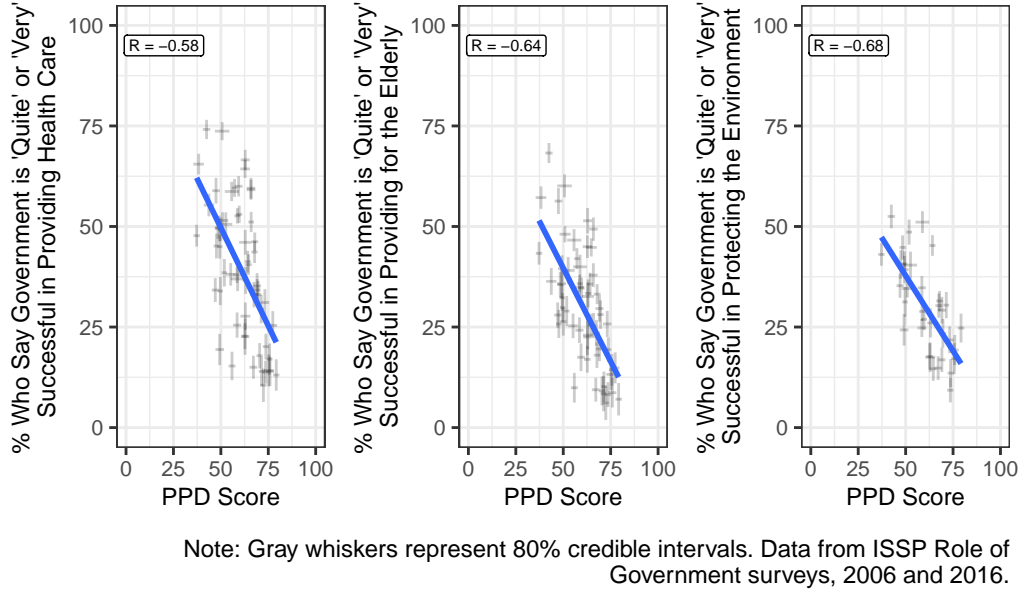 % Who Say Government is 'Quite' or 'Very'
Successful in Providing Health Care
100
75
50
25
0
R = −0.58
0 25 50 75 100
PPD Score
% Who Say Government is 'Quite' or 'Very'
Successful in Providing for the Elderly
100
75
50
25
0
R = −0.64
0 25 50 75 100
PPD Score
% Who Say Government is 'Quite' or 'Very'
Successful in Protecting the Environment
100
75
50
25
0
R = −0.68
0 25 50 75 100
PPD Score
Note: Gray whiskers represent 80% credible intervals. Data from ISSP Role of
Government surveys, 2006 and 2016.